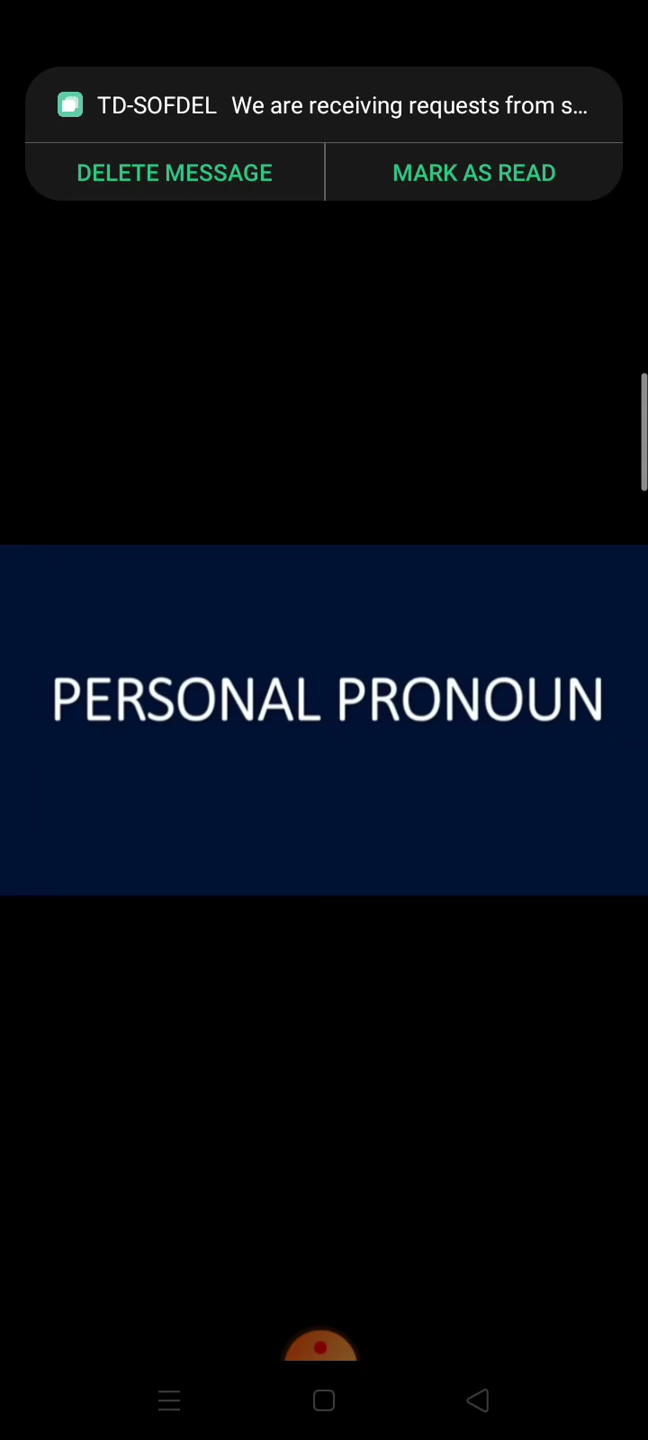 TD-SOFDEL We are receiving requests from s...
DELETE MESSAGE MARK AS READ
PERSONAL PRONOUN